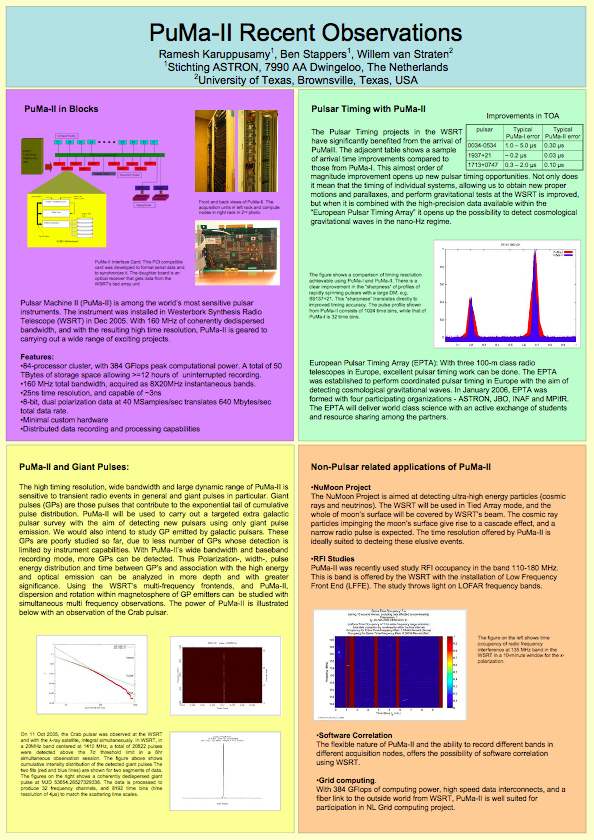 PuMa-II Recent Observations
Ramesh Karuppusamy1, Ben Stappers1, Willem van Straten2
1Stichting ASTRON, 7990 AA Dwingeloo, The Netherlands
2University of Texas, Brownsville, Texas, USA
PuMa-II in Blocks
Front and back views of PuMa-II. The
acquisition units in left rack and compute
nodes in right rack in 2nd photo.
PuMa-II Interface Card: This PCI compatible
card was developed to format serial data and
to synchronize it. The daughter board is an
optical receiver that gets data from the
WSRT's tied array unit.
Pulsar Machine II (PuMa-II) is among the world's most sensitive pulsar
instruments. The instrument was installed in Westerbork Synthesis Radio
Telescope (WSRT) in Dec 2005. With 160 MHz of coherently dedispersed
bandwidth, and with the resulting high time resolution, PuMa-II is geared to
carrying out a wide range of exciting projects.
Features:
•84-processor cluster, with 384 GFlops peak computational power. A total of 50
TBytes of storage space allowing >=12 hours of uninterrupted recording.
•160 MHz total bandwidth, acquired as 8X20MHz instantaneous bands.
•25ns time resolution, and capable of ~3ns
•8-bit, dual polarization data at 40 MSamples/sec translates 640 Mbytes/sec
total data rate.
•Minimal custom hardware
•Distributed data recording and processing capabilities
Pulsar Timing with PuMa-II
Improvements in TOA
pulsar Typical PuMa-I error Typical PuMa-II error
0034-0534 1.0 – 5.0 μs 0.30 μs
1937+21 ~ 0.2 μs 0.03 μs
1713+0747 0.3 – 2.0 μs 0.10 μs
The Pulsar Timing projects in the WSRT
have significantly benefited from the arrival of
PuMaII. The adjacent table shows a sample
of arrival time improvements compared to
those from PuMa-I. This almost order of
magnitude improvement opens up new pulsar timing opportunities. Not only does
it mean that the timing of individual systems, allowing us to obtain new proper
motions and parallaxes, and perform gravitational tests at the WSRT is improved,
but when it is combined with the high-precision data available within the
"European Pulsar Timing Array" it opens up the possibility to detect cosmological
gravitational waves in the nano-Hz regime.
The figure shows a comparison of timing resolution
achievable using PuMa-I and PuMa-II. There is a
clear improvement in the "sharpness" of profiles of
rapidly spinning pulsars with a large DM, e.g.
B1937+21. This "sharpness" translates directly to
improved timing accuracy. The pulse profile shown
from PuMa-II consists of 1024 time bins, while that of
PuMa-I is 32 time bins.
European Pulsar Timing Array (EPTA): With three 100-m class radio
telescopes in Europe, excellent pulsar timing work can be done. The EPTA
was established to perform coordinated pulsar timing in Europe with the aim of
detecting cosmological gravitational waves. In January 2006, EPTA was
formed with four participating organizations - ASTRON, JBO, INAF and MPIfR.
The EPTA will deliver world class science with an active exchange of students
and resource sharing among the partners.
PuMa-II and Giant Pulses:
The high timing resolution, wide bandwidth and large dynamic range of PuMa-II is
sensitive to transient radio events in general and giant pulses in particular. Giant
pulses (GPs) are those pulses that contribute to the exponential tail of cumulative
pulse distribution. PuMa-II will be used to carry out a targeted extra galactic
pulsar survey with the aim of detecting new pulsars using only giant pulse
emission. We would also intend to study GP emitted by galactic pulsars. These
GPs are poorly studied so far, due to less number of GPs whose detection is
limited by instrument capabilities. With PuMa-II's wide bandwidth and baseband
recording mode, more GPs can be detected. Thus Polarization-, width-, pulse
energy distribution and time between GP's and association with the high energy
and optical emission can be analyzed in more depth and with greater
significance. Using the WSRT's multi-frequency frontends, and PuMa-II,
dispersion and rotation within magnetosphere of GP emitters can be studied with
simultaneous multi frequency observations. The power of PuMa-II is illustrated
below with an observation of the Crab pulsar.
On 11 Oct 2005, the Crab pulsar was observed at the WSRT
and with the λ-ray satellite, integral simultaneously. In WSRT, in
a 20MHz band centered at 1410 MHz, a total of 20822 pulses
were detected above the 7σ threshold limit in a 6hr
simultaneous observation session. The figure above shows
cumulative intensity distribution of the detected giant pulses. The
two fits (red and blue lines) are shown for two segments of data.
The figures on the right shows a coherently dedispersed giant
pulse at MJD 53654.26527329336. The data is processed to
produce 32 frequency channels, and 8192 time bins (time
resolution of 4μs) to match the scattering time scales.
Non-Pulsar related applications of PuMa-II
•NuMoon Project
The NuMoon Project is aimed at detecting ultra-high energy particles (cosmic
rays and neutrinos). The WSRT will be used in Tied Array mode, and the
whole of moon's surface will be covered by WSRT's beam. The cosmic ray
particles impinging the moon's surface give rise to a cascade effect, and a
narrow radio pulse is expected. The time resolution offered by PuMa-II is
ideally suited to decteing these elusive events.
•RFI Studies
PuMa-II was recently used study RFI occupancy in the band 110-180 MHz.
This is band is offered by the WSRT with the installation of Low Frequency
Front End (LFFE). The study throws light on LOFAR frequency bands.
The figure on the left shows time
occupancy of radio frequency
interference at 135 MHz band in the
WSRT in a 10-minute window for the x-
polarization.
•Software Correlation
The flexible nature of PuMa-II and the ability to record different bands in
different acquisition nodes, offers the possibility of software correlation
using WSRT.
•Grid computing.
With 384 GFlops of computing power, high speed data interconnects, and a
fiber link to the outside world from WSRT, PuMa-II is well suited for
participation in NL Grid computing project.